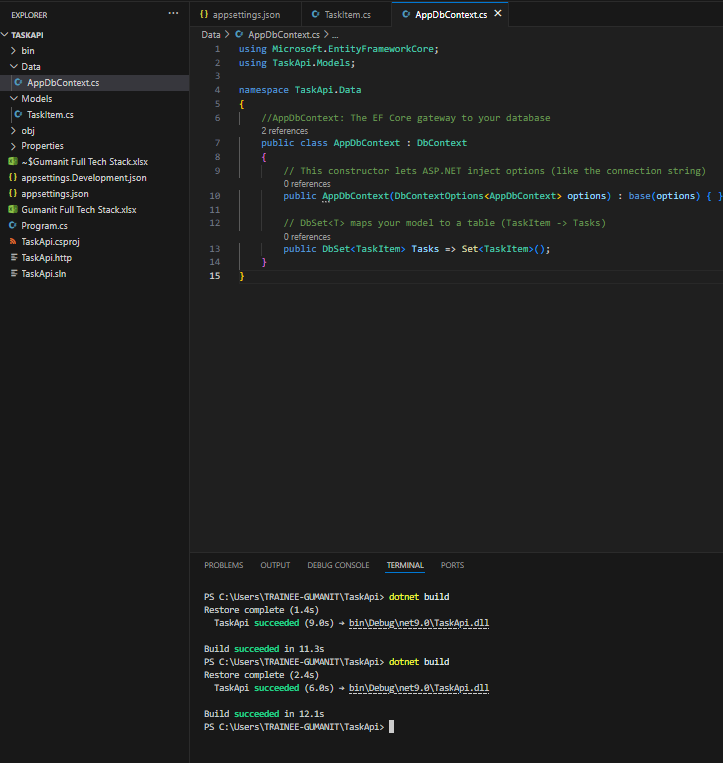 EXPLORER
TASKAPI
bin
Data
AppDbContext.cs
Models
TaskItem.cs
obj
Properties
~$Gumanit Full Tech Stack.xlsx
appsettings.Development.json
appsettings.json
Gumanit Full Tech Stack.xlsx
Program.cs
TaskApi.csproj
TaskApi.http
TaskApi.sln
appsettings.json TaskItem.cs AppDbContext.cs
Data > AppDbContext.cs > ...
1 using Microsoft.EntityFrameworkCore;
2 using TaskApi.Models;
3
4 namespace TaskApi.Data
5 {
6 //AppDbContext: The EF Core gateway to your database
2 references
7 public class AppDbContext : DbContext
8 {
9 // This constructor lets ASP.NET inject options (like the connection string)
0 references
10 public AppDbContext(DbContextOptions<AppDbContext> options) : base(options) { }
11
12 // DbSet<T> maps your model to a table (TaskItem -> Tasks)
0 references
13 public DbSet<TaskItem> Tasks => Set<TaskItem>();
14 }
15 }
PROBLEMS OUTPUT DEBUG CONSOLE TERMINAL PORTS
PS C:\Users\TRAINEE-GUMANIT\TaskApi> dotnet build
Restore complete (1.4s)
TaskApi succeeded (9.0s) → bin\Debug\net9.0\TaskApi.dll
Build succeeded in 11.3s
PS C:\Users\TRAINEE-GUMANIT\TaskApi> dotnet build
Restore complete (2.4s)
TaskApi succeeded (6.0s) → bin\Debug\net9.0\TaskApi.dll
Build succeeded in 12.1s
PS C:\Users\TRAINEE-GUMANIT\TaskApi>